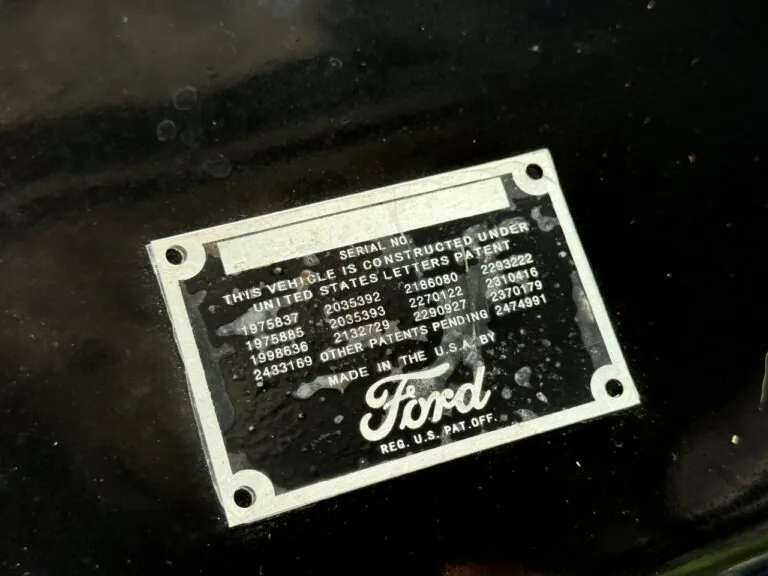 SERIAL NO.
THIS VEHICLE IS CONSTRUCTED UNDER
UNITED STATES LETTERS PATENT
1975837 2035392 2186080 2293222
1975885 2035393 2270122 2310416
1998636 2132729 2290927 2370179
2433169 OTHER PATENTS PENDING 2474991
MADE IN THE U.S.A. BY
Ford
REG. U.S. PAT. OFF.